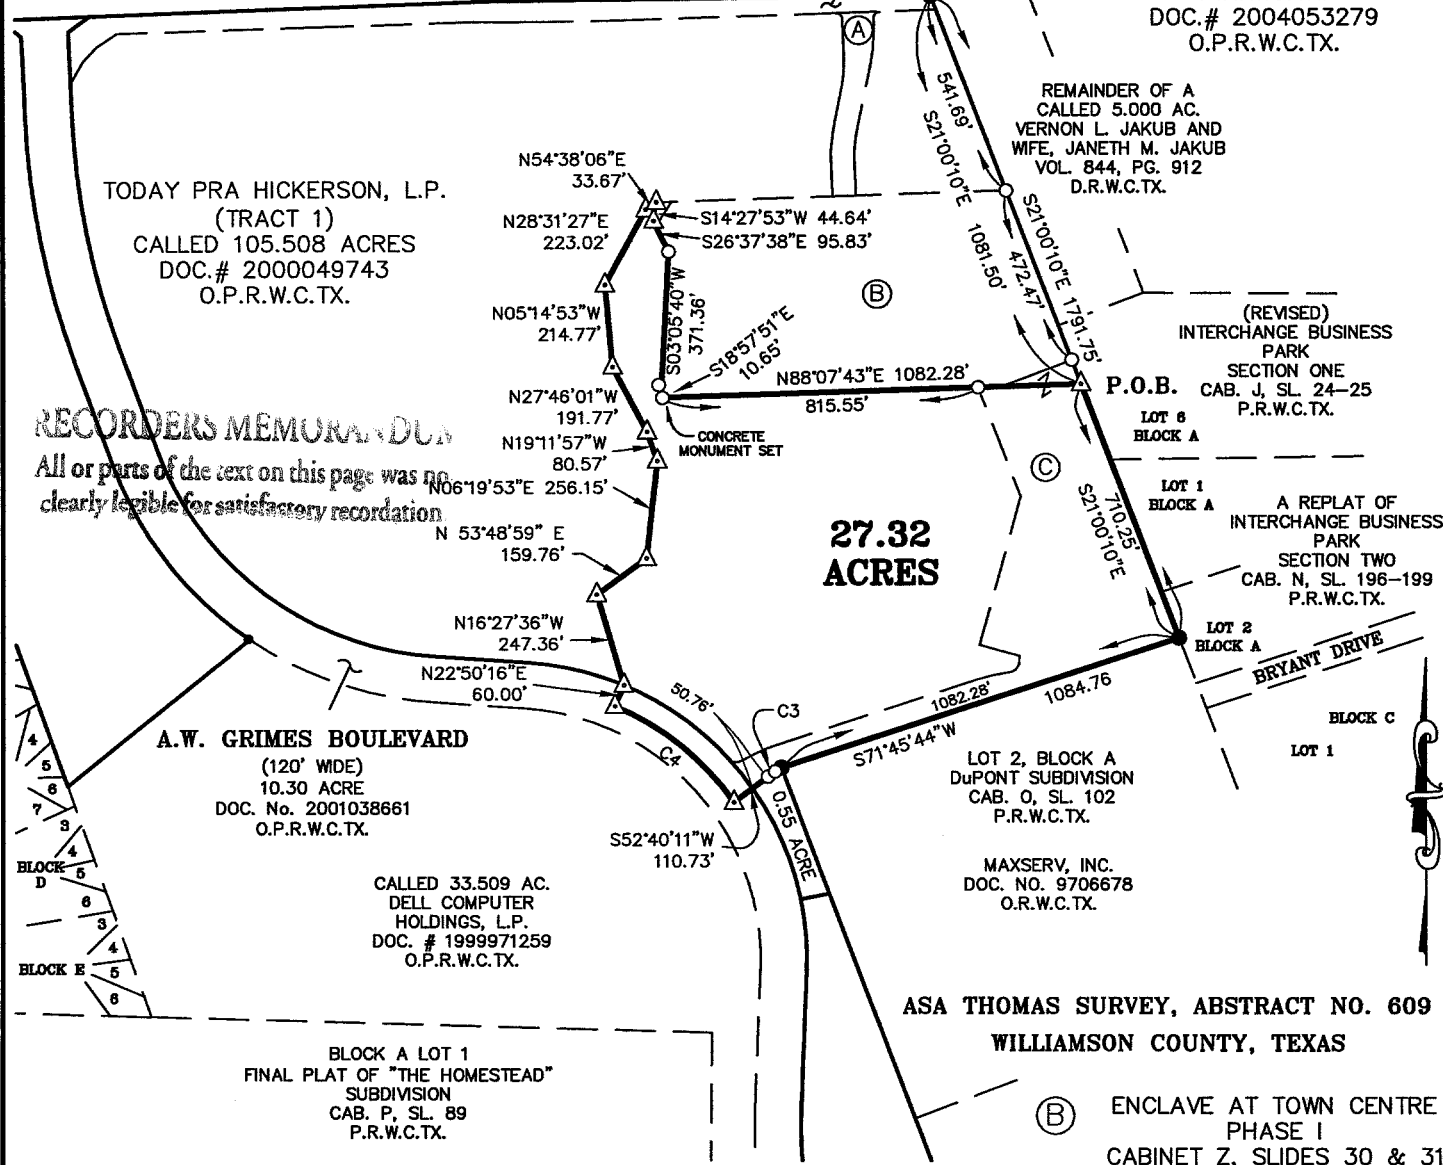 DOC.# 2004053279
O.P.R.W.C.TX.
A
541.69'
S21°00'10"E
REMAINDER OF A
CALLED 5.000 AC.
VERNON L. JAKUB AND
WIFE, JANETH M. JAKUB
VOL. 844, PG. 912
D.R.W.C.TX.
N54°38'06"E
33.67'
TODAY PRA HICKERSON, L.P.
(TRACT 1)
CALLED 105.508 ACRES
DOC.# 2000049743
O.P.R.W.C.TX.
N28°31'27"E
223.02'
S14°27'53"W 44.64'
S26°37'38"E 95.83'
S21°00'10"E 1791.75'
472.47'
1081.50'
B
N05°14'53"W
214.77'
S03°05'40"W
371.36'
S18°57'51"E
10.65'
(REVISED)
INTERCHANGE BUSINESS
PARK
SECTION ONE
CAB. J, SL. 24-25
P.R.W.C.TX.
N88°07'43"E 1082.28'
815.55'
P.O.B.
N27°46'01"W
191.77'
CONCRETE
MONUMENT SET
LOT 6
BLOCK A
RECORDERS MEMORANDUM
All or parts of the text on this page was no
clearly legible for satisfactory recordation
N19°11'57"W
80.57'
N06°19'53"E 256.15'
C
LOT 1
BLOCK A
710.25'
S21°00'10"E
A REPLAT OF
INTERCHANGE BUSINESS
PARK
SECTION TWO
CAB. N, SL. 196-199
P.R.W.C.TX.
N 53°48'59" E
159.76'
27.32
ACRES
N16°27'36"W
247.36'
LOT 2
BLOCK A
BRYANT DRIVE
N22°50'16"E
60.00'
50.76'
C3
1082.28'
1084.76
S71°45'44"W
BLOCK C
LOT 1
A.W. GRIMES BOULEVARD
(120' WIDE)
10.30 ACRE
DOC. No. 2001038661
O.P.R.W.C.TX.
C4
LOT 2, BLOCK A
DuPONT SUBDIVISION
CAB. O, SL. 102
P.R.W.C.TX.
0.55 ACRE
S52°40'11"W
110.73'
4
5
6
7
3
4
BLOCK
D
5
6
3
4
BLOCK E
5
6
MAXSERV, INC.
DOC. NO. 9706678
O.R.W.C.TX.
CALLED 33.509 AC.
DELL COMPUTER
HOLDINGS, L.P.
DOC. # 1999971259
O.P.R.W.C.TX.
ASA THOMAS SURVEY, ABSTRACT NO. 609
WILLIAMSON COUNTY, TEXAS
BLOCK A LOT 1
FINAL PLAT OF "THE HOMESTEAD"
SUBDIVISION
CAB. P, SL. 89
P.R.W.C.TX.
B
ENCLAVE AT TOWN CENTRE
PHASE I
CABINET Z, SLIDES 30 & 31